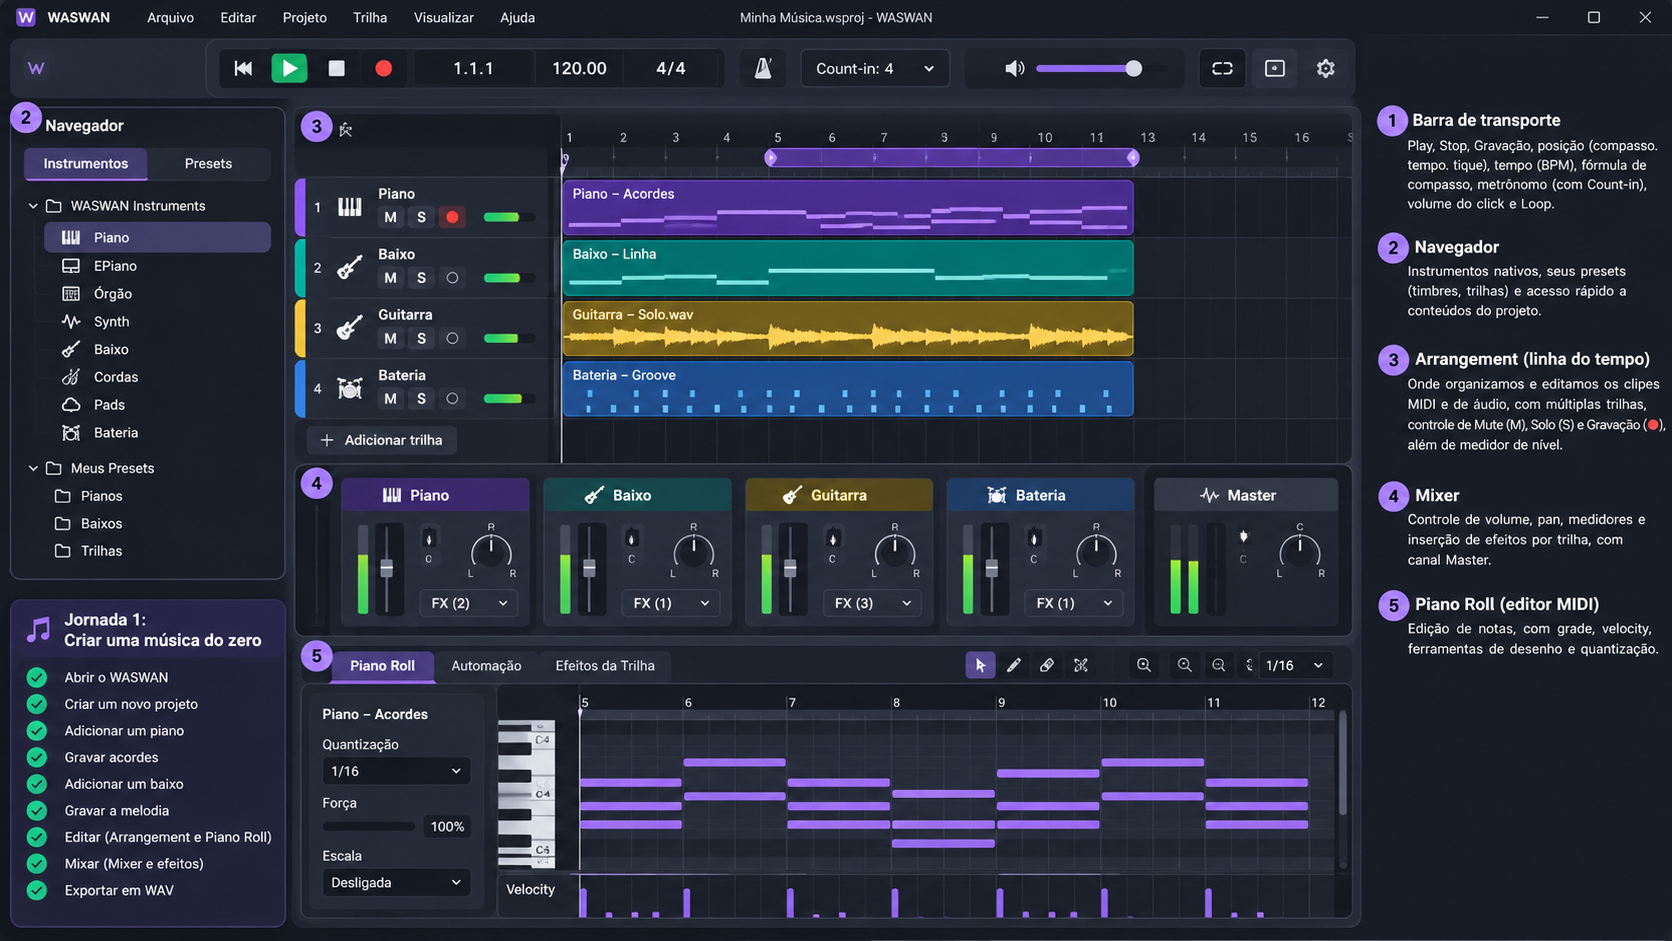 W WASWAN Arquivo Editar Projeto Trilha Visualizar Ajuda Minha Música.wsproj - WASWAN
W 1.1.1 120.00 4/4 Count-in: 4
2 Navegador
Instrumentos Presets
WASWAN Instruments
Piano
EPiano
Órgão
Synth
Baixo
Cordas
Pads
Bateria
Meus Presets
Pianos
Baixos
Trilhas
Jornada 1:
Criar uma música do zero
Abrir o WASWAN
Criar um novo projeto
Adicionar um piano
Gravar acordes
Adicionar um baixo
Gravar a melodia
Editar (Arrangement e Piano Roll)
Mixar (Mixer e efeitos)
Exportar em WAV
3
1 2 3 4 5 6 7 8 9 10 11 13 15 16
1 Piano
M S
Piano – Acordes
2 Baixo
M S
Baixo – Linha
3 Guitarra
M S
Guitarra – Solo.wav
4 Bateria
M S
Bateria – Groove
+ Adicionar trilha
4 Piano Baixo Guitarra Bateria Master
R R R R C
C C C C C
L R L R L R L R L R
FX (2) FX (1) FX (3) FX (1)
5 Piano Roll Automação Efeitos da Trilha 1/16
Piano – Acordes
Quantização
1/16
Força
100%
Escala
Desligada
5 6 7 8 9 10 11 12
Velocity
1 Barra de transporte
Play, Stop, Gravação, posição (compasso.
tempo. tique), tempo (BPM), fórmula de
compasso, metrônomo (com Count-in),
volume do click e Loop.
2 Navegador
Instrumentos nativos, seus presets
(timbres, trilhas) e acesso rápido a
conteúdos do projeto.
3 Arrangement (linha do tempo)
Onde organizamos e editamos os clipes
MIDI e de áudio, com múltiplas trilhas,
controle de Mute (M), Solo (S) e Gravação (●),
além de medidor de nível.
4 Mixer
Controle de volume, pan, medidores e
inserção de efeitos por trilha, com
canal Master.
5 Piano Roll (editor MIDI)
Edição de notas, com grade, velocity,
ferramentas de desenho e quantização.